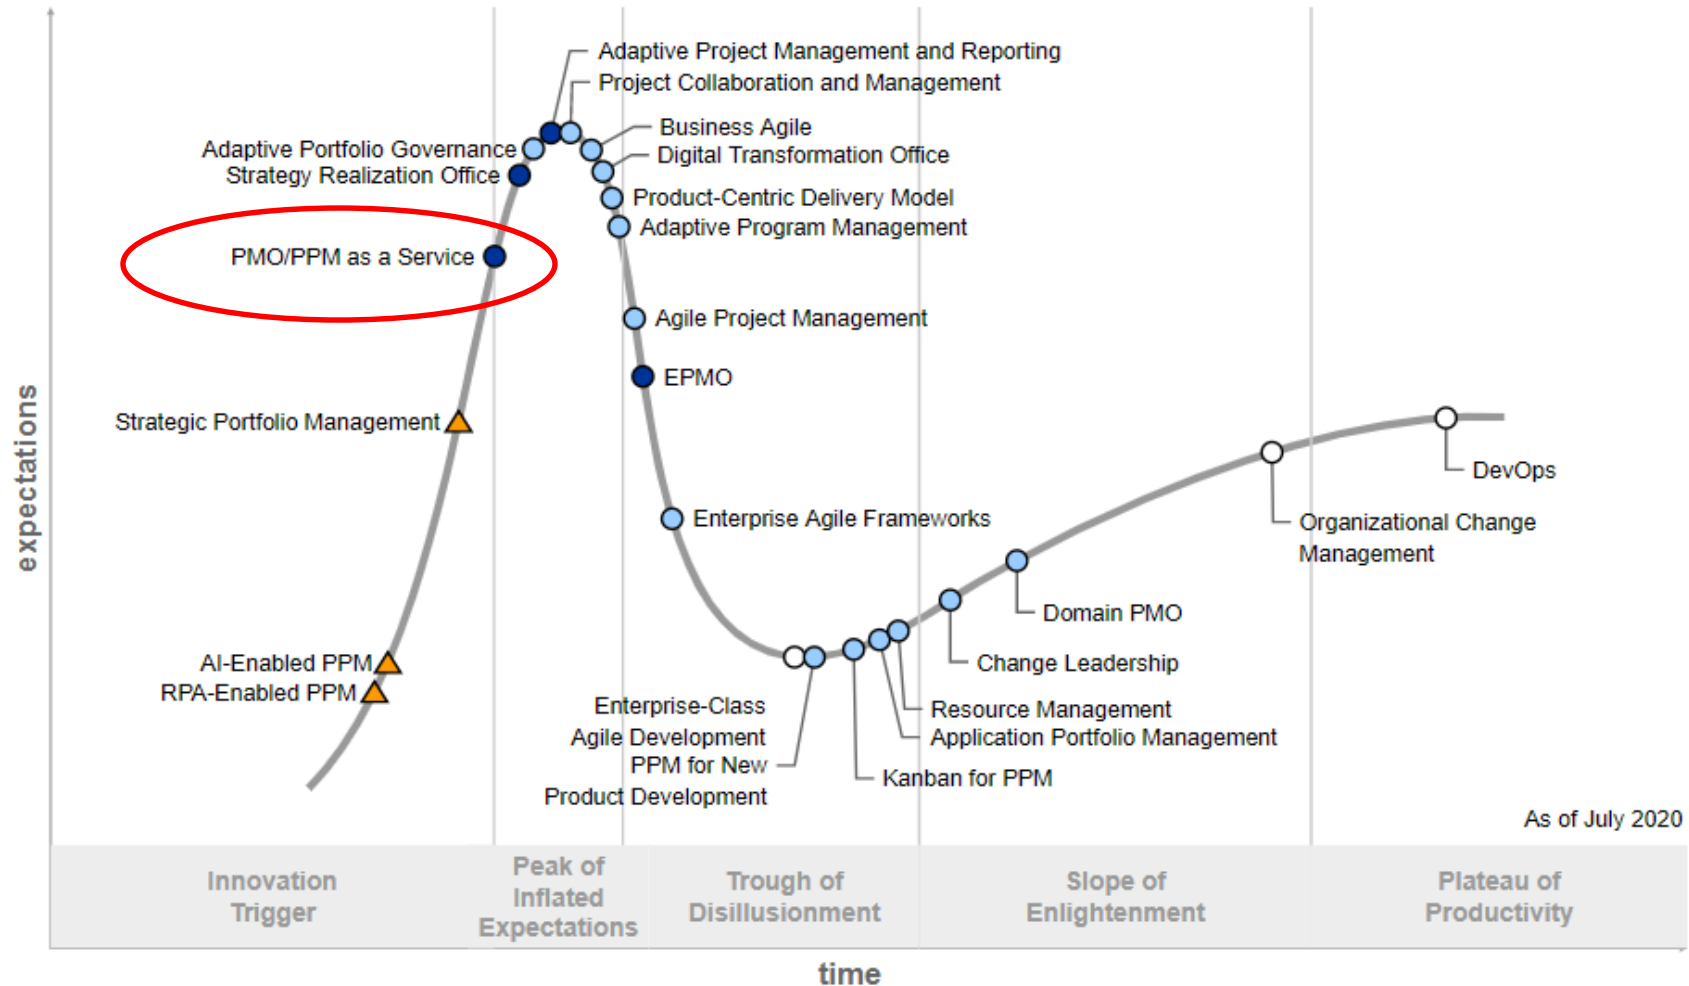 Adaptive Project Management and Reporting
Project Collaboration and Management
Business Agile
Adaptive Portfolio Governance
Digital Transformation Office
Strategy Realization Office
Product-Centric Delivery Model
Adaptive Program Management
PMO/PPM as a Service
Agile Project Management
EPMO
Strategic Portfolio Management
DevOps
Enterprise Agile Frameworks
Organizational Change
Management
Domain PMO
AI-Enabled PPM
Change Leadership
RPA-Enabled PPM
Enterprise-Class
Agile Development
Resource Management
Application Portfolio Management
PPM for New
Product Development
Kanban for PPM
As of July 2020
expectations
Innovation
Trigger
Peak of
Inflated
Expectations
Trough of
Disillusionment
Slope of
Enlightenment
Plateau of
Productivity
time